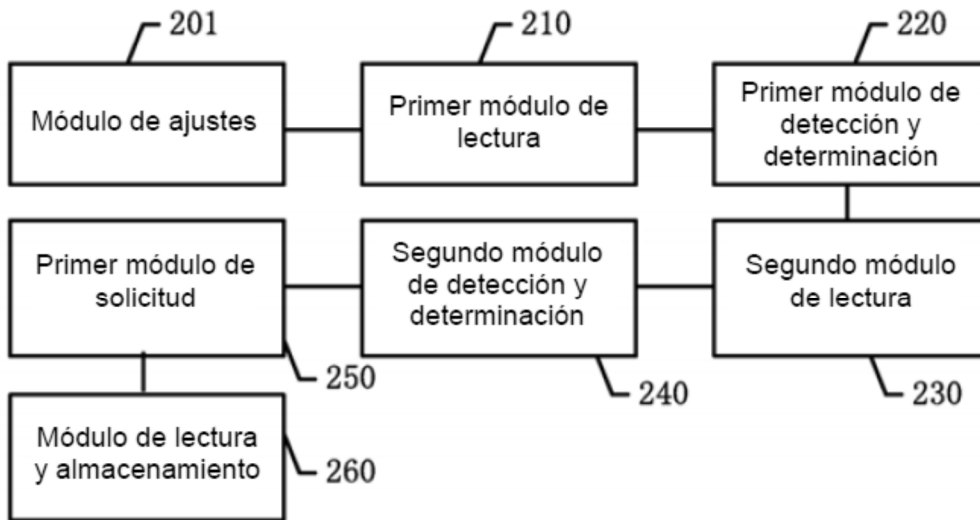 201
210
220
Módulo de ajustes
Primer módulo de
lectura
Primer módulo de
detección y
determinación
Primer módulo de
solicitud
Segundo módulo
de detección y
determinación
Segundo módulo
de lectura
250
240
230
Módulo de lectura
y almacenamiento
260